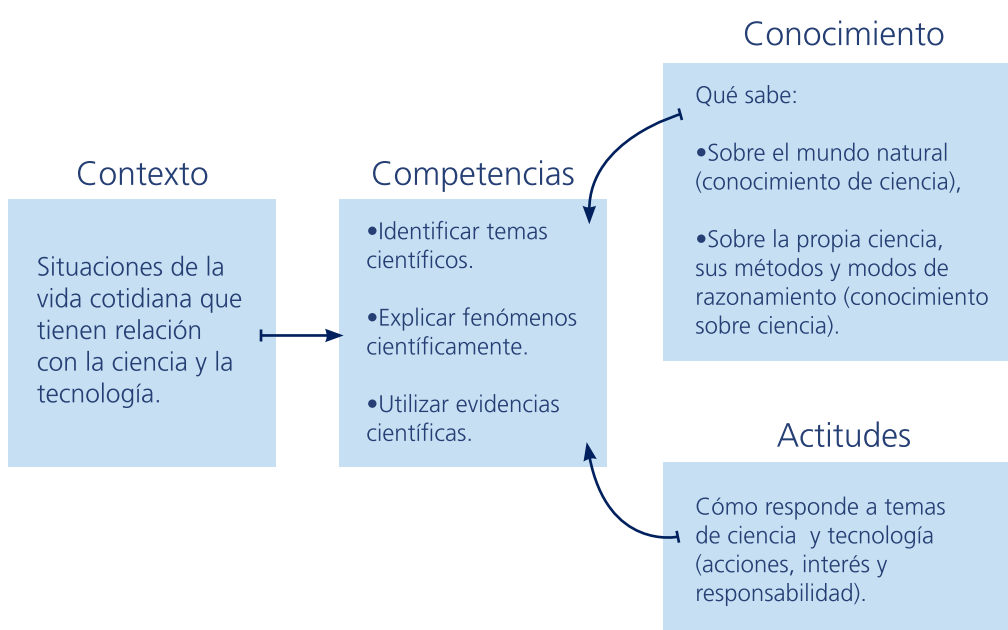 Contexto
Situaciones de la
vida cotidiana que
tienen relación
con la ciencia y la
tecnología.
Competencias
•Identificar temas
científicos.
•Explicar fenómenos
científicamente.
•Utilizar evidencias
científicas.
Conocimiento
Qué sabe:
•Sobre el mundo natural
(conocimiento de ciencia),
•Sobre la propia ciencia,
sus métodos y modos de
razonamiento (conocimiento
sobre ciencia).
Actitudes
Cómo responde a temas
de ciencia  y tecnología
(acciones, interés y
responsabilidad).